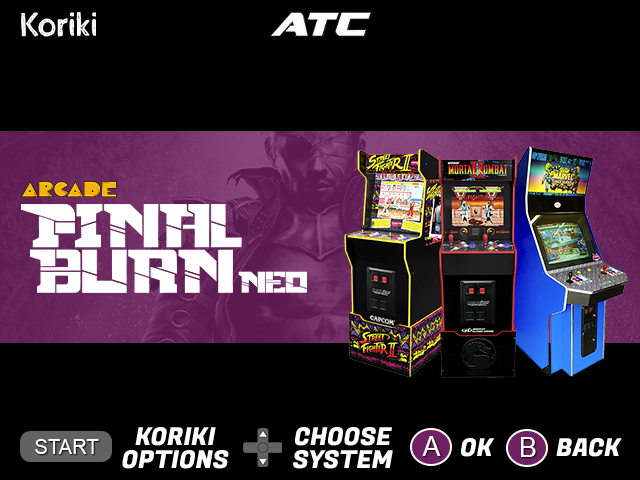 Koriki
ATC
ARCADE
FINAL
BURN NEO
STREET FIGHTER II
MORTAL KOMBAT II
CAPCOM
STREET
FIGHTER II
START
KORIKI
OPTIONS
CHOOSE
SYSTEM
A OK
B BACK